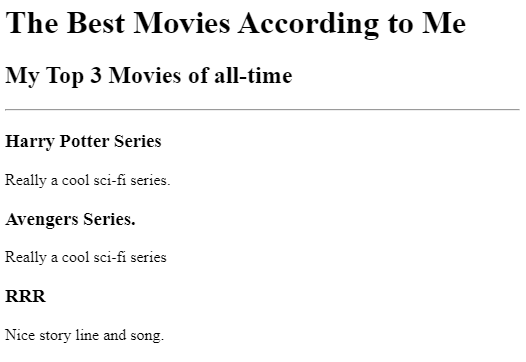 The Best Movies According to Me
My Top 3 Movies of all-time
Harry Potter Series
Really a cool sci-fi series.
Avengers Series.
Really a cool sci-fi series
RRR
Nice story line and song.